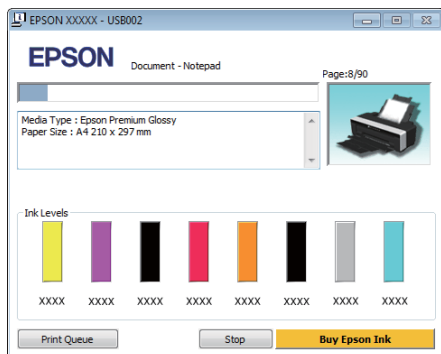 EPSON XXXXX - USB002
EPSON
Document - Notepad
Page:8/90
Media Type : Epson Premium Glossy
Paper Size : A4 210 x 297 mm
Ink Levels
XXXX XXXX XXXX XXXX XXXX XXXX XXXX XXXX
Print Queue
Stop
Buy Epson Ink